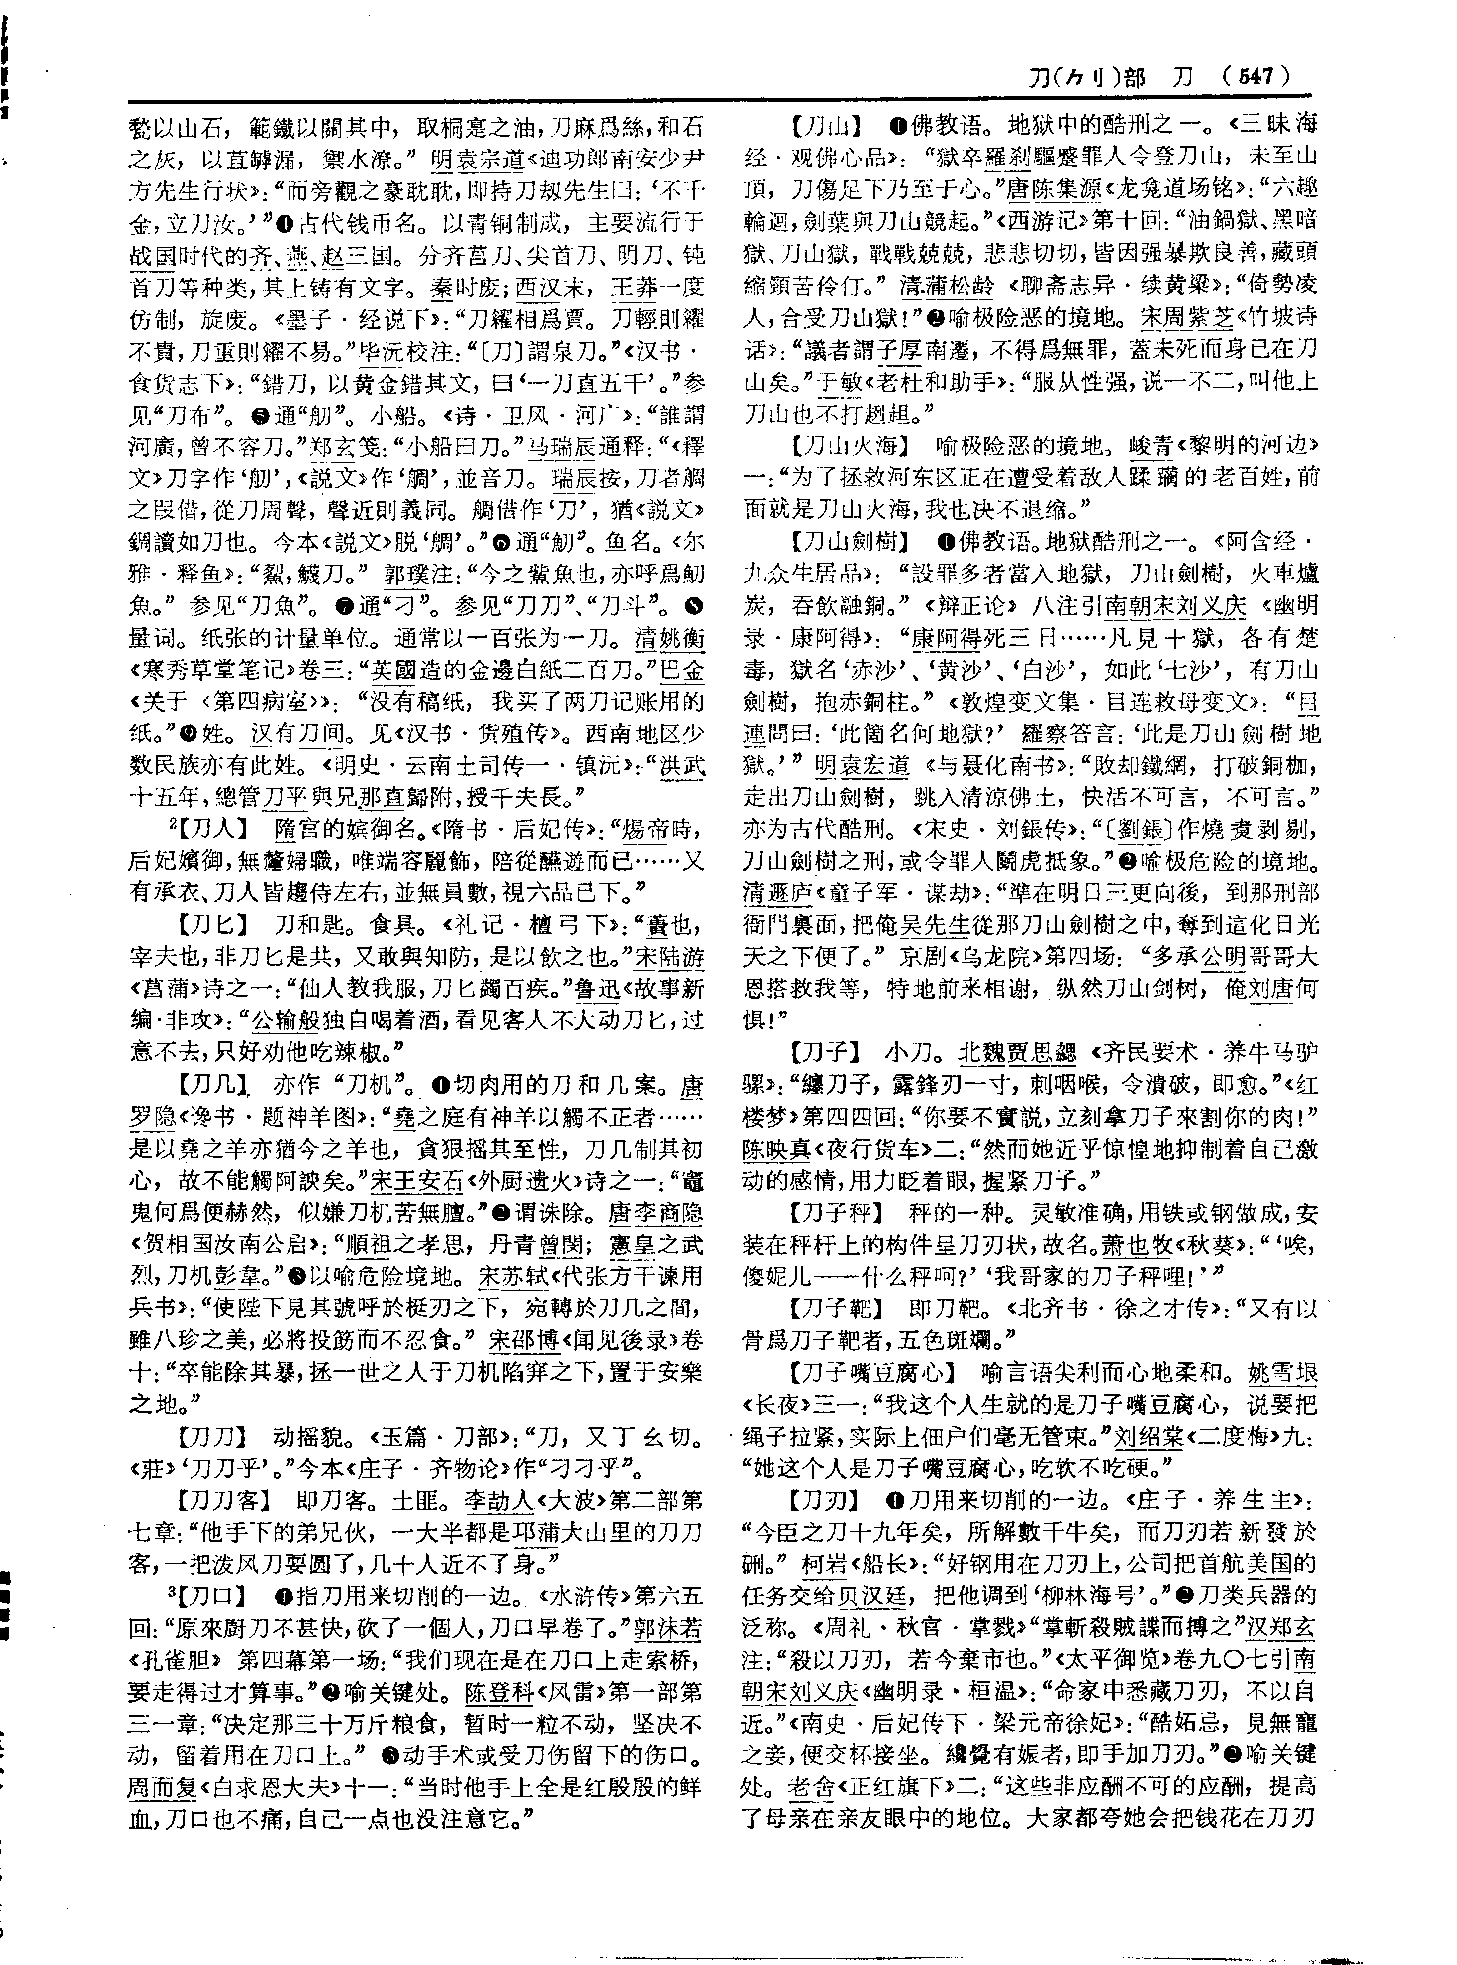 刀(⺈刂)部　刀　(547)
甃以山石，範鐵以關其中，取桐寔之油，刀麻爲絲，和石
之灰，以苴罅漏，禦水潦。”明袁宗道《迪功郎南安少尹
方先生行状》：“而旁觀之豪耽耽，即持刀刼先生曰：‘不千
金，立刀汝。’”❹古代钱币名。以青铜制成，主要流行于
战国时代的齐、燕、赵三国。分齐莒刀、尖首刀、明刀、钝
首刀等种类，其上铸有文字。秦时废；西汉末，王莽一度
仿制，旋废。《墨子·经说下》：“刀糴相爲賈。刀輕則糴
不貴，刀重則糴不易。”毕沅校注：“〔刀〕謂泉刀。”《汉书·
食货志下》：“錯刀，以黄金錯其文，曰‘一刀直五千’。”参
见“刀布”。❺通“舠”。小船。《诗·卫风·河广》：“誰謂
河廣，曾不容刀。”郑玄笺：“小船曰刀。”马瑞辰通释：“《釋
文》刀字作‘舠’，《説文》作‘䑩’，並音刀。瑞辰按，刀者䑩
之叚借，從刀周聲，聲近則義同。䑩借作‘刀’，猶《説文》
鋼讀如刀也。今本《説文》脱‘䑩’。”❻通“魛”。鱼名。《尔
雅·释鱼》：“鮤，鱴刀。”郭璞注：“今之鮆魚也，亦呼爲魛
魚。”参见“刀魚”。❼通“刁”。参见“刀刀”、“刀斗”。❽
量词。纸张的计量单位。通常以一百张为一刀。清姚衡
《寒秀草堂笔记》卷三：“英國造的金邊白紙二百刀。”巴金
《关于〈第四病室〉》：“没有稿纸，我买了两刀记账用的
纸。”❾姓。汉有刀间。见《汉书·货殖传》。西南地区少
数民族亦有此姓。《明史·云南土司传一·镇沅》：“洪武
十五年，總管刀平與兄那直歸附，授千夫長。”
²【刀人】　隋宫的嫔御名。《隋书·后妃传》：“煬帝時，
后妃嬪御，無釐婦職，唯端容麗飾，陪從醼遊而已……又
有承衣、刀人皆趨侍左右，並無員數，視六品已下。”
【刀匕】　刀和匙。食具。《礼记·檀弓下》：“蕢也，
宰夫也，非刀匕是共，又敢與知防，是以飲之也。”宋陆游
《菖蒲》诗之一：“仙人教我服，刀匕蠲百疾。”鲁迅《故事新
编·非攻》：“公输般独自喝着酒，看见客人不大动刀匕，过
意不去，只好劝他吃辣椒。”
【刀几】　亦作“刀机”。❶切肉用的刀和几案。唐
罗隐《谗书·题神羊图》：“堯之庭有神羊以觸不正者……
是以堯之羊亦猶今之羊也，貪狠摇其至性，刀几制其初
心，故不能觸阿諛矣。”宋王安石《外厨遗火》诗之一：“竈
鬼何爲便赫然，似嫌刀机苦無羶。”❷谓诛除。唐李商隐
《贺相国汝南公启》：“順祖之孝思，丹青曾閔；憲皇之武
烈，刀机彭韋。”❸以喻危险境地。宋苏轼《代张方平谏用
兵书》：“使陛下見其號呼於梃刃之下，宛轉於刀几之間，
雖八珍之美，必將投筯而不忍食。”宋邵博《闻见後录》卷
十：“卒能除其暴，拯一世之人于刀机陷穽之下，置于安樂
之地。”
【刀刀】　动摇貌。《玉篇·刀部》：“刀，又丁幺切。
《莊》‘刀刀乎’。”今本《庄子·齐物论》作“刁刁乎”。
【刀刀客】　即刀客。土匪。李劼人《大波》第二部第
七章：“他手下的弟兄伙，一大半都是邛蒲大山里的刀刀
客，一把泼风刀耍圆了，几十人近不了身。”
³【刀口】　❶指刀用来切削的一边。《水浒传》第六五
回：“原來廚刀不甚快，砍了一個人，刀口早卷了。”郭沫若
《孔雀胆》第四幕第一场：“我们现在是在刀口上走索桥，
要走得过才算事。”❷喻关键处。陈登科《风雷》第一部第
三一章：“决定那三十万斤粮食，暂时一粒不动，坚决不
动，留着用在刀口上。”❸动手术或受刀伤留下的伤口。
周而复《白求恩大夫》十一：“当时他手上全是红殷殷的鲜
血，刀口也不痛，自己一点也没注意它。”
【刀山】　❶佛教语。地狱中的酷刑之一。《三昧海
经·观佛心品》：“獄卒羅刹驅蹙罪人令登刀山，未至山
頂，刀傷足下乃至于心。”唐陈集源《龙龛道场铭》：“六趣
輪迴，劍葉與刀山競起。”《西游记》第十回：“油鍋獄、黑暗
獄、刀山獄，戰戰兢兢，悲悲切切，皆因强暴欺良善，藏頭
缩頸苦伶仃。”清蒲松龄《聊斋志异·续黄粱》：“倚勢凌
人，合受刀山獄！”❷喻极险恶的境地。宋周紫芝《竹坡诗
话》：“議者謂子厚南遷，不得爲無罪，蓋未死而身已在刀
山矣。”于敏《老杜和助手》：“服从性强，说一不二，叫他上
刀山也不打趔趄。”
【刀山火海】　喻极险恶的境地。峻青《黎明的河边》
一：“为了拯救河东区正在遭受着敌人蹂躏的老百姓，前
面就是刀山火海，我也决不退缩。”
【刀山劍樹】　❶佛教语。地狱酷刑之一。《阿含经·
九众生居品》：“設罪多者當入地獄，刀山劍樹，火車爐
炭，吞飲融銅。”《辩正论》八注引南朝宋刘义庆《幽明
录·康阿得》：“康阿得死三日……凡見十獄，各有楚
毒，獄名‘赤沙’、‘黄沙’、‘白沙’，如此‘七沙’，有刀山
劍樹，抱赤銅柱。”《敦煌变文集·目连救母变文》：“目
連問曰：‘此箇名何地獄？’羅察答言：‘此是刀山劍樹地
獄。’”明袁宏道《与聂化南书》：“敗却鐵網，打破銅枷，
走出刀山劍樹，跳入清涼佛土，快活不可言，不可言。”
亦为古代酷刑。《宋史·刘鋹传》：“〔劉鋹〕作燒煮剥剔，
刀山劍樹之刑，或令罪人鬭虎抵象。”❷喻极危险的境地。
清遯庐《童子军·谋劫》：“準在明日三更向後，到那刑部
衙門裏面，把俺吴先生從那刀山劍樹之中，奪到這化日光
天之下便了。”京剧《乌龙院》第四场：“多承公明哥哥大
恩搭救我等，特地前来相谢，纵然刀山剑树，俺刘唐何
惧！”
【刀子】　小刀。北魏贾思勰《齐民要术·养牛马驴
骡》：“纏刀子，露鋒刃一寸，刺咽喉，令潰破，即愈。”《红
楼梦》第四四回：“你要不實説，立刻拿刀子來割你的肉！”
陈映真《夜行货车》二：“然而她近乎惊惶地抑制着自己激
动的感情，用力眨着眼，握紧刀子。”
【刀子秤】　秤的一种。灵敏准确，用铁或钢做成，安
装在秤杆上的构件呈刀刃状，故名。萧也牧《秋葵》：“‘唉，
傻妮儿——什么秤呵？’‘我哥家的刀子秤哩！’”
【刀子靶】　即刀靶。《北齐书·徐之才传》：“又有以
骨爲刀子靶者，五色斑斕。”
【刀子嘴豆腐心】　喻言语尖利而心地柔和。姚雪垠
《长夜》三一：“我这个人生就的是刀子嘴豆腐心，说要把
绳子拉紧，实际上佃户们毫无管束。”刘绍棠《二度梅》九：
“她这个人是刀子嘴豆腐心，吃软不吃硬。”
【刀刃】　❶刀用来切削的一边。《庄子·养生主》：
“今臣之刀十九年矣，所解數千牛矣，而刀刃若新發於
硎。”柯岩《船长》：“好钢用在刀刃上，公司把首航美国的
任务交给贝汉廷，把他调到‘柳林海号’。”❷刀类兵器的
泛称。《周礼·秋官·掌戮》“掌斬殺賊諜而搏之”汉郑玄
注：“殺以刀刃，若今棄市也。”《太平御览》卷九〇七引南
朝宋刘义庆《幽明录·桓温》：“命家中悉藏刀刃，不以自
近。”《南史·后妃传下·梁元帝徐妃》：“酷妬忌，見無寵
之妾，便交杯接坐。纔覺有娠者，即手加刀刃。”❷喻关键
处。老舍《正红旗下》二：“这些非应酬不可的应酬，提高
了母亲在亲友眼中的地位。大家都夸她会把钱花在刀刃